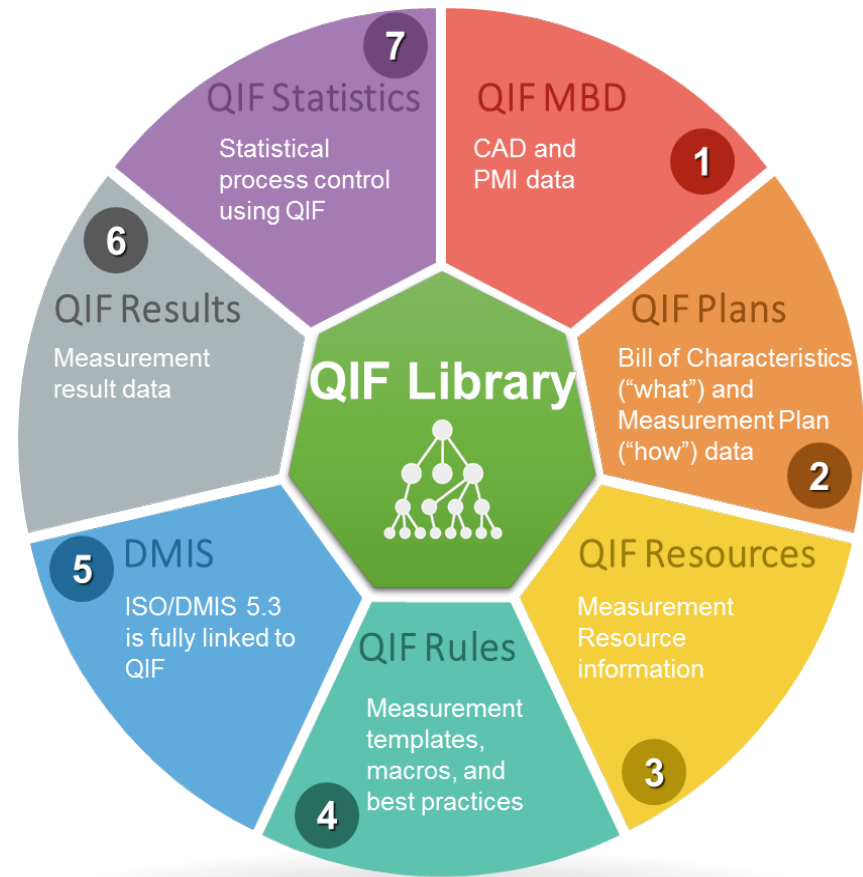 QIF Library
1
QIF MBD
CAD and
PMI data
2
QIF Plans
Bill of Characteristics
(“what”) and
Measurement Plan
(“how”) data
3
QIF Resources
Measurement
Resource
information
4
QIF Rules
Measurement
templates,
macros, and
best practices
5
DMIS
ISO/DMIS 5.3
is fully linked to
QIF
6
QIF Results
Measurement
result data
7
QIF Statistics
Statistical
process control
using QIF